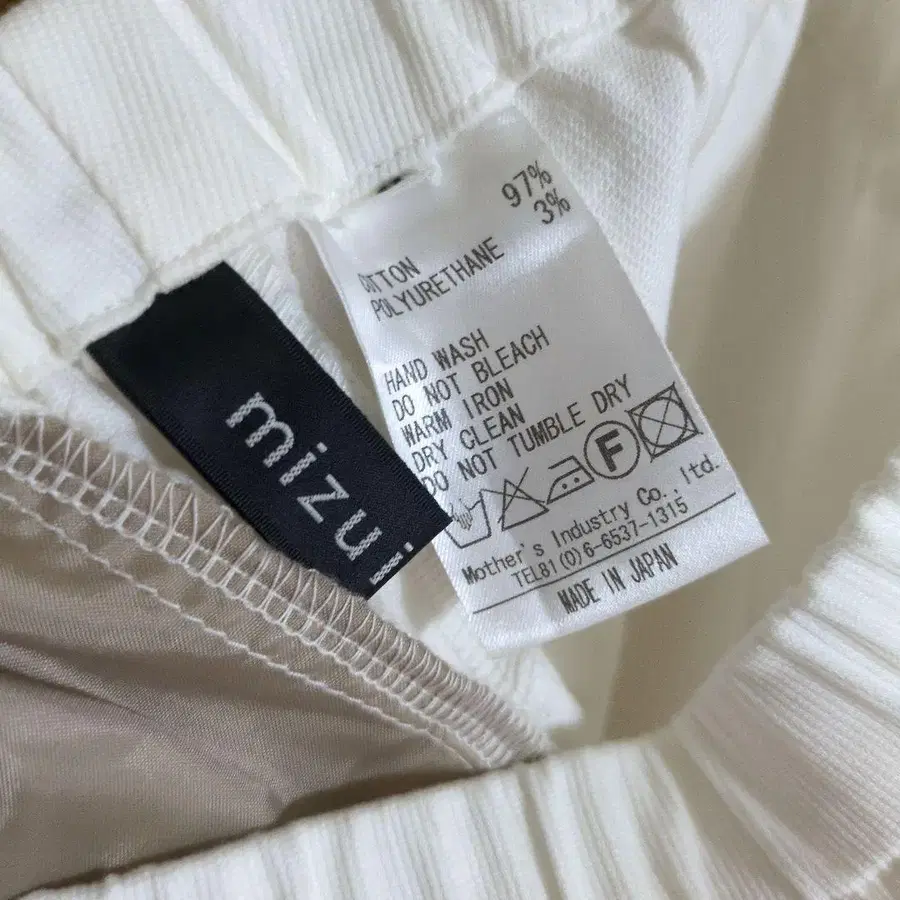 97%
3%
COTTON
POLYURETHANE
HAND WASH
DO NOT BLEACH
WARM IRON
DRY CLEAN
DO NOT TUMBLE DRY
F
Mother's Industry Co. ltd.
TEL81(0)6-6537-1315
MADE IN JAPAN
mizui